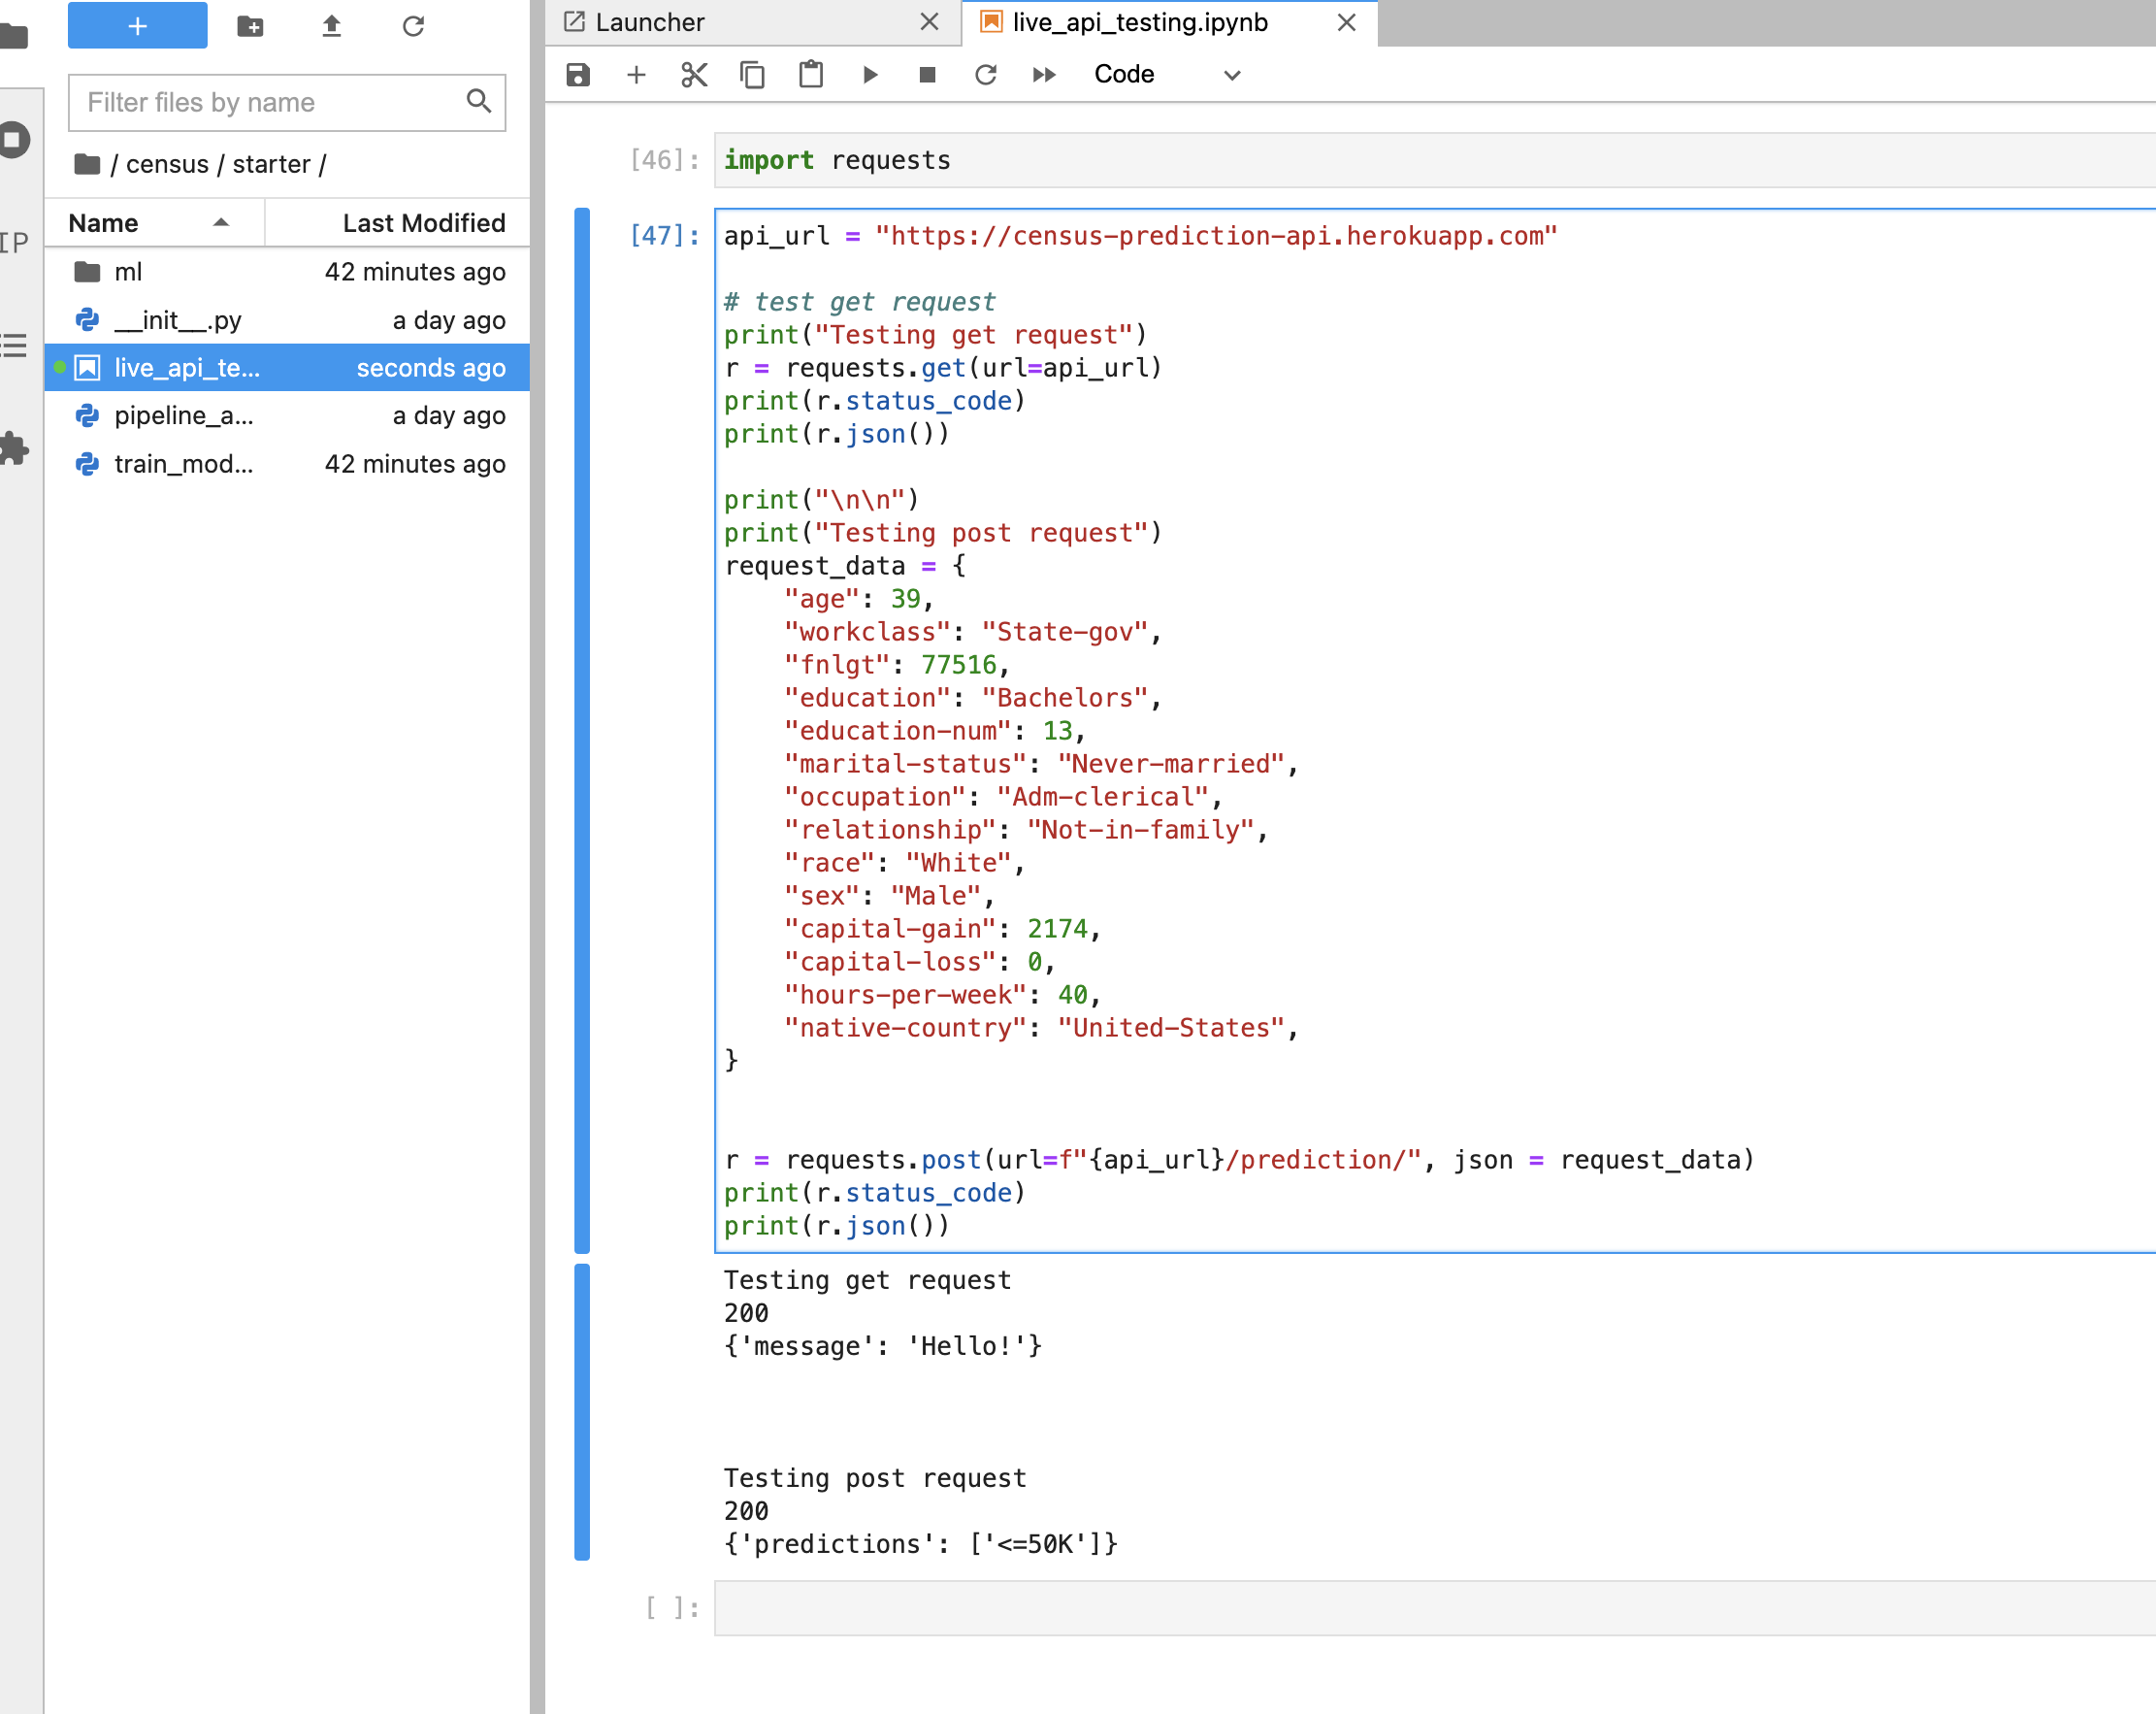 Filter files by name
/ census / starter /
Name Last Modified
ml 42 minutes ago
__init__.py a day ago
live_api_te... seconds ago
pipeline_a... a day ago
train_mod... 42 minutes ago
IP
Launcher
live_api_testing.ipynb
Code
[46]: import requests
[47]: api_url = "https://census-prediction-api.herokuapp.com"
# test get request
print("Testing get request")
r = requests.get(url=api_url)
print(r.status_code)
print(r.json())
print("\n\n")
print("Testing post request")
request_data = {
    "age": 39,
    "workclass": "State-gov",
    "fnlgt": 77516,
    "education": "Bachelors",
    "education-num": 13,
    "marital-status": "Never-married",
    "occupation": "Adm-clerical",
    "relationship": "Not-in-family",
    "race": "White",
    "sex": "Male",
    "capital-gain": 2174,
    "capital-loss": 0,
    "hours-per-week": 40,
    "native-country": "United-States",
}
r = requests.post(url=f"{api_url}/prediction/", json = request_data)
print(r.status_code)
print(r.json())
Testing get request
200
{'message': 'Hello!'}
Testing post request
200
{'predictions': ['<=50K']}
[ ]: